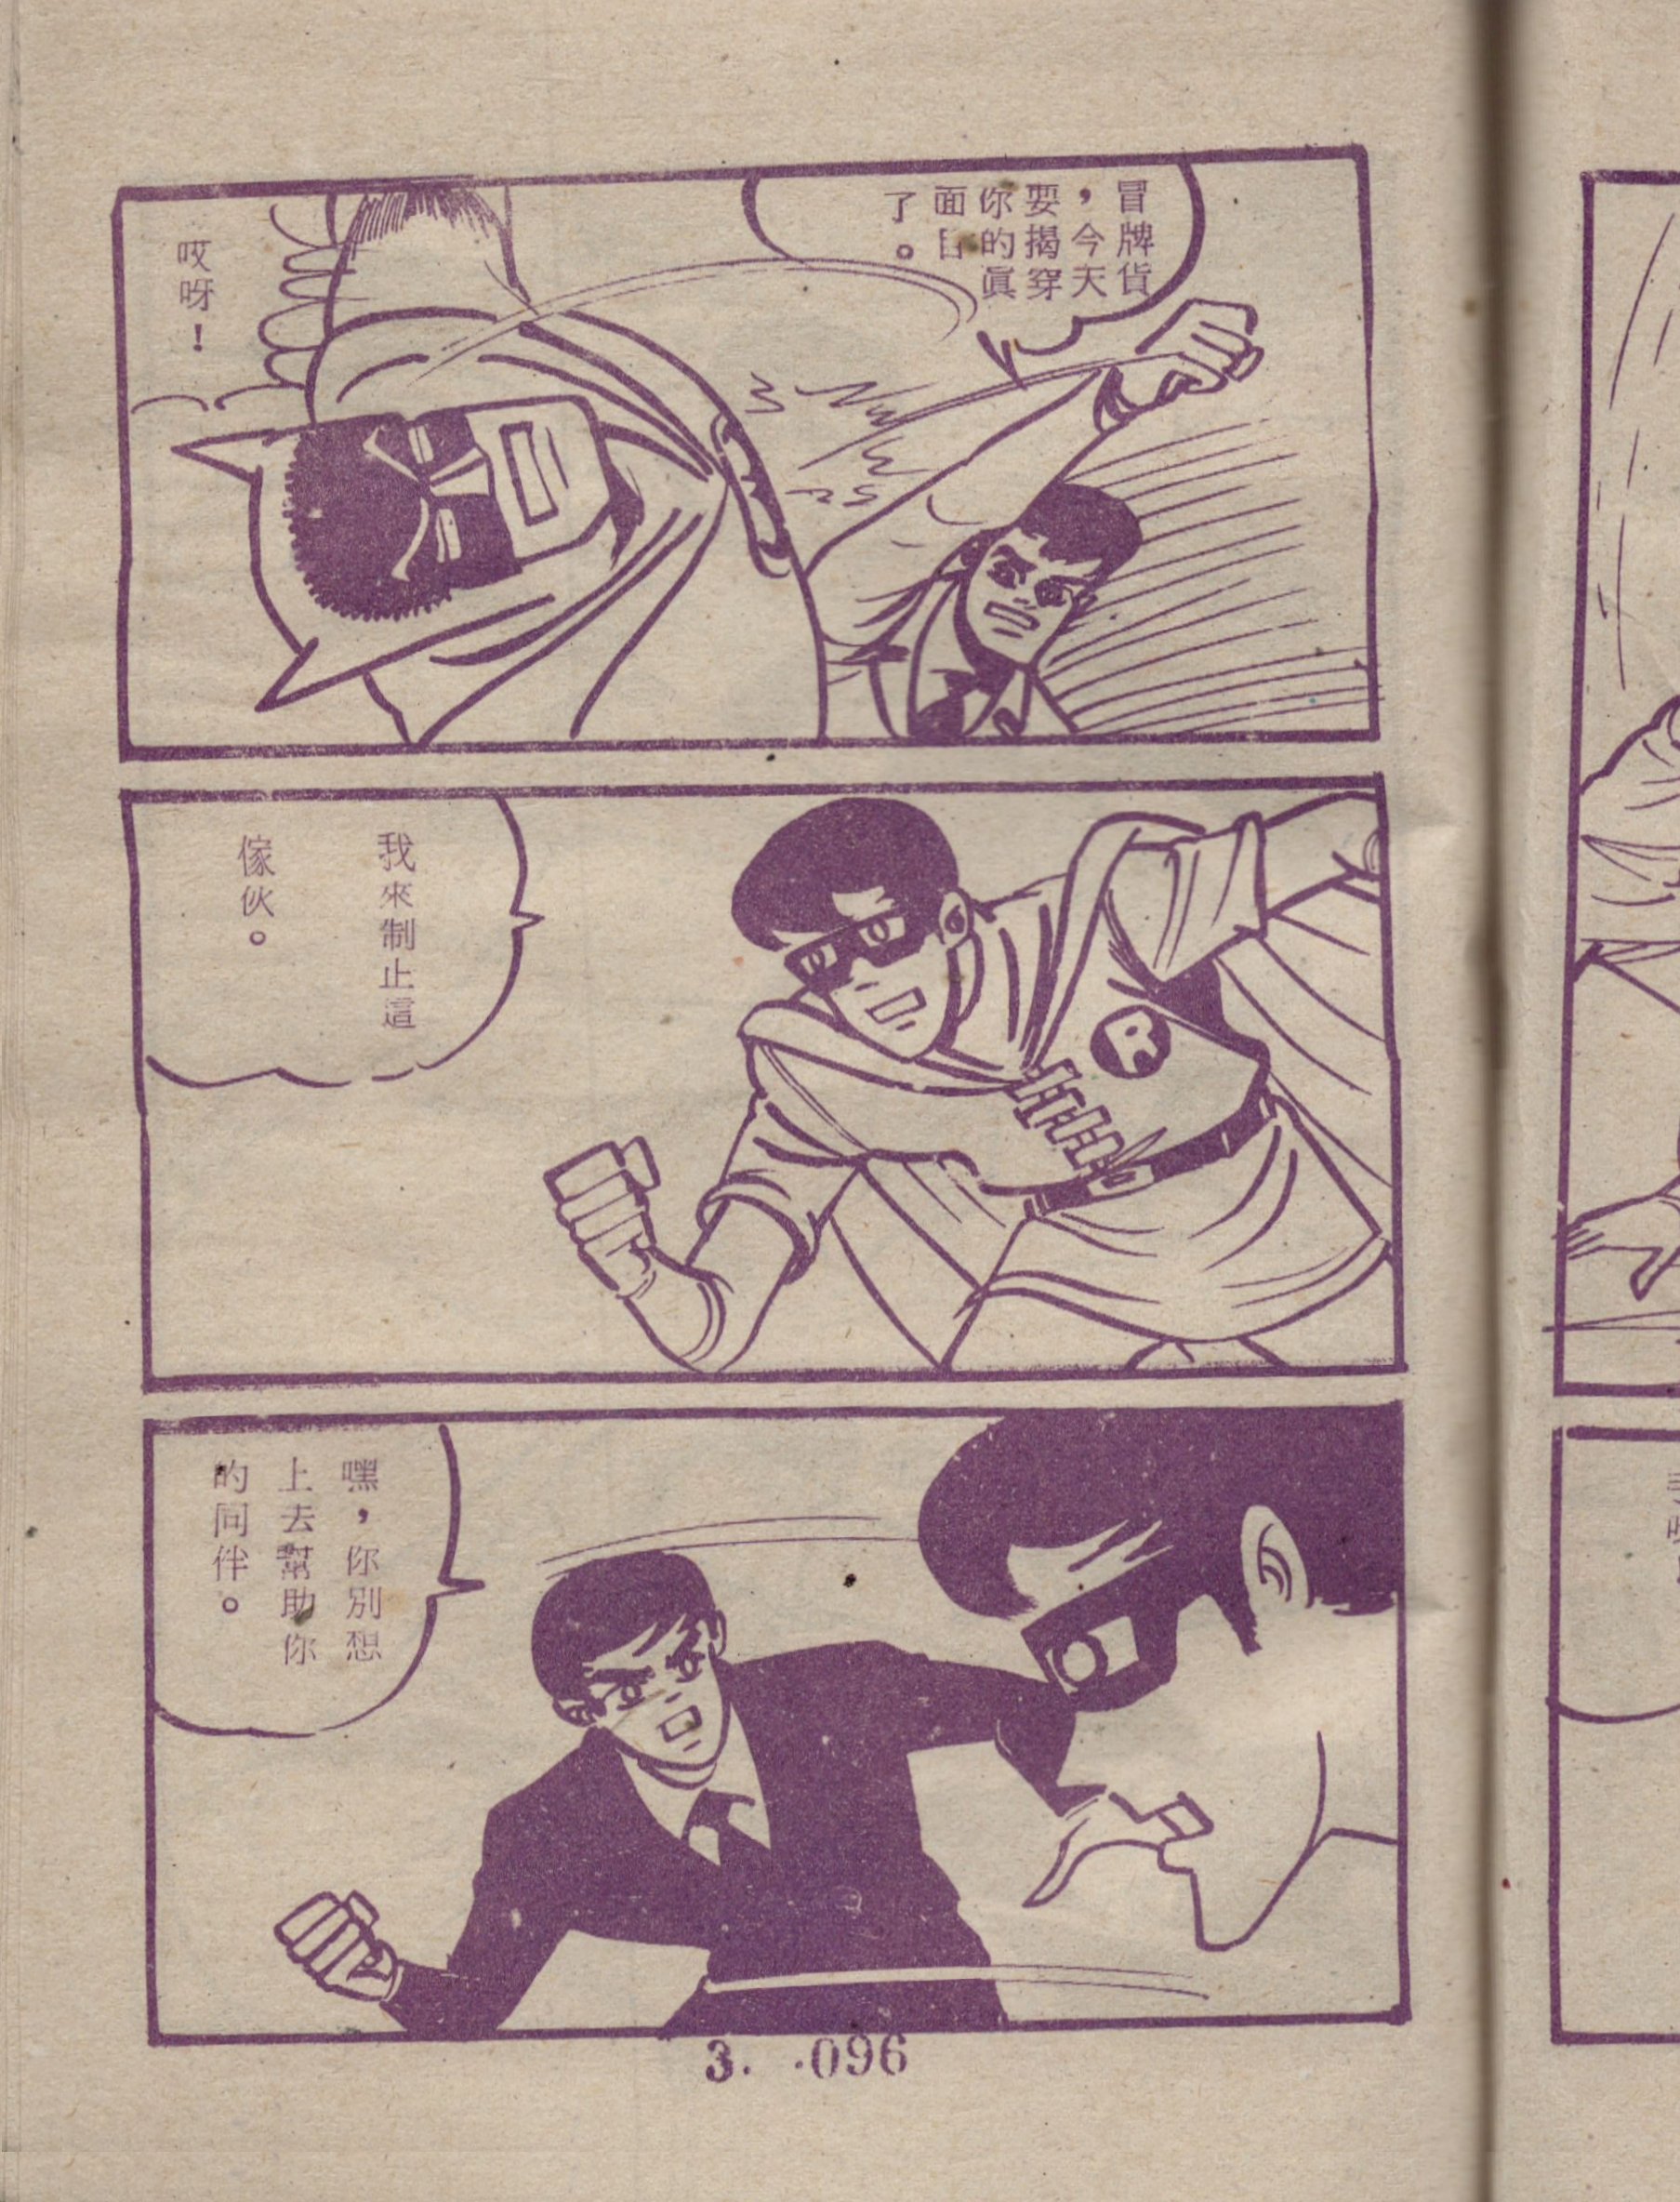 冒牌貨
，今天
要揭穿
你的眞
面目
了。
哎呀！
R
我來制止這
傢伙。
嘿，你別想
上去幫助你
的同伴。
3. .096